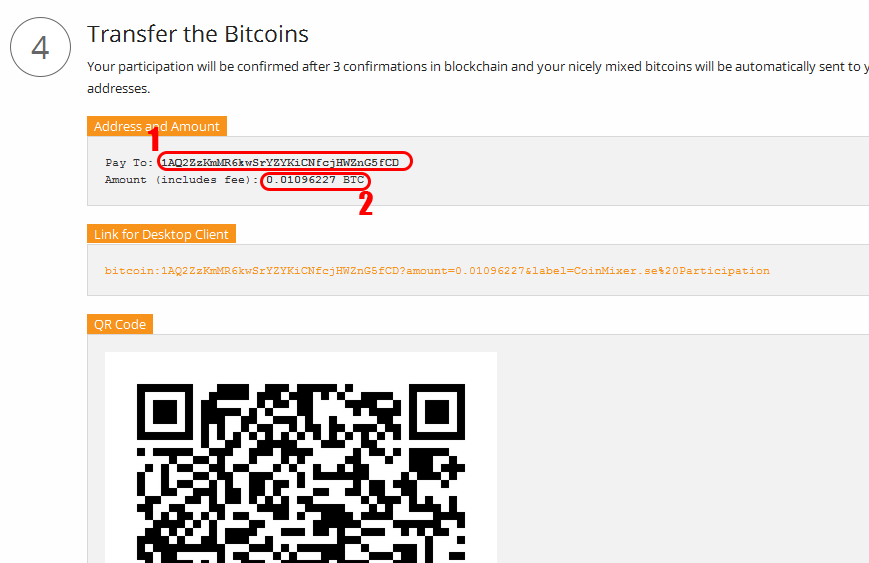 4
Transfer the Bitcoins
Your participation will be confirmed after 3 confirmations in blockchain and your nicely mixed bitcoins will be automatically sent to y
addresses.
Address and Amount
1
Pay To: 1AQ2ZzKmMR6kwSrYZYKiCNfcjHWZnG5fCD
Amount (includes fee): 0.01096227 BTC
2
Link for Desktop Client
bitcoin:1AQ2ZzKmMR6kwSrYZYKiCNfcjHWZnG5fCD?amount=0.01096227&label=CoinMixer.se%20Participation
QR Code